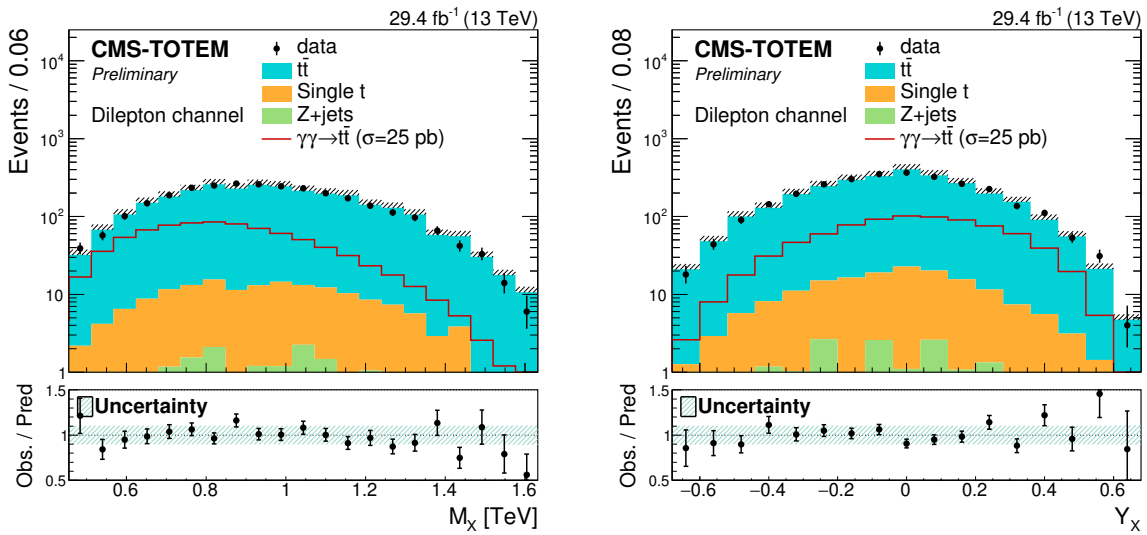 29.4 fb⁻¹ (13 TeV)
Events / 0.06
CMS-TOTEM
Preliminary
Dilepton channel
data
tt̄
Single t
Z+jets
γγ→tt̄ (σ=25 pb)
10⁴
10³
10²
10
1
Obs. / Pred
Uncertainty
1.5
1
0.5
0.6 0.8 1 1.2 1.4 1.6
M_X [TeV]
29.4 fb⁻¹ (13 TeV)
Events / 0.08
CMS-TOTEM
Preliminary
Dilepton channel
data
tt̄
Single t
Z+jets
γγ→tt̄ (σ=25 pb)
10⁴
10³
10²
10
1
Obs. / Pred
Uncertainty
1.5
1
0.5
−0.6 −0.4 −0.2 0 0.2 0.4 0.6
Y_X